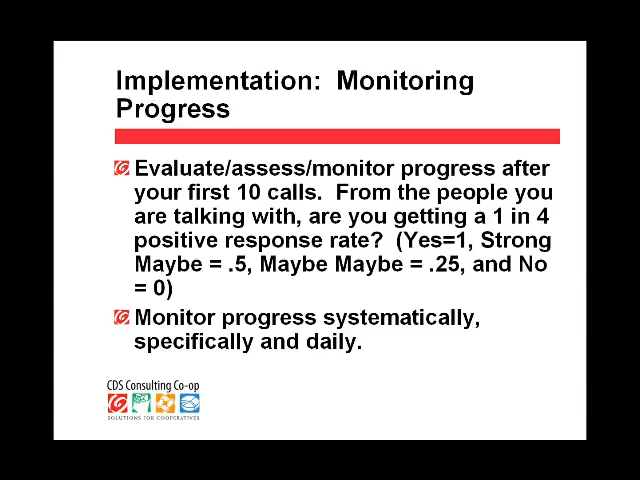 Implementation:  Monitoring
Progress
Evaluate/assess/monitor progress after
your first 10 calls.  From the people you
are talking with, are you getting a 1 in 4
positive response rate?  (Yes=1, Strong
Maybe = .5, Maybe Maybe = .25, and No
= 0)
Monitor progress systematically,
specifically and daily.
CDS Consulting Co-op
SOLUTIONS FOR COOPERATIVES